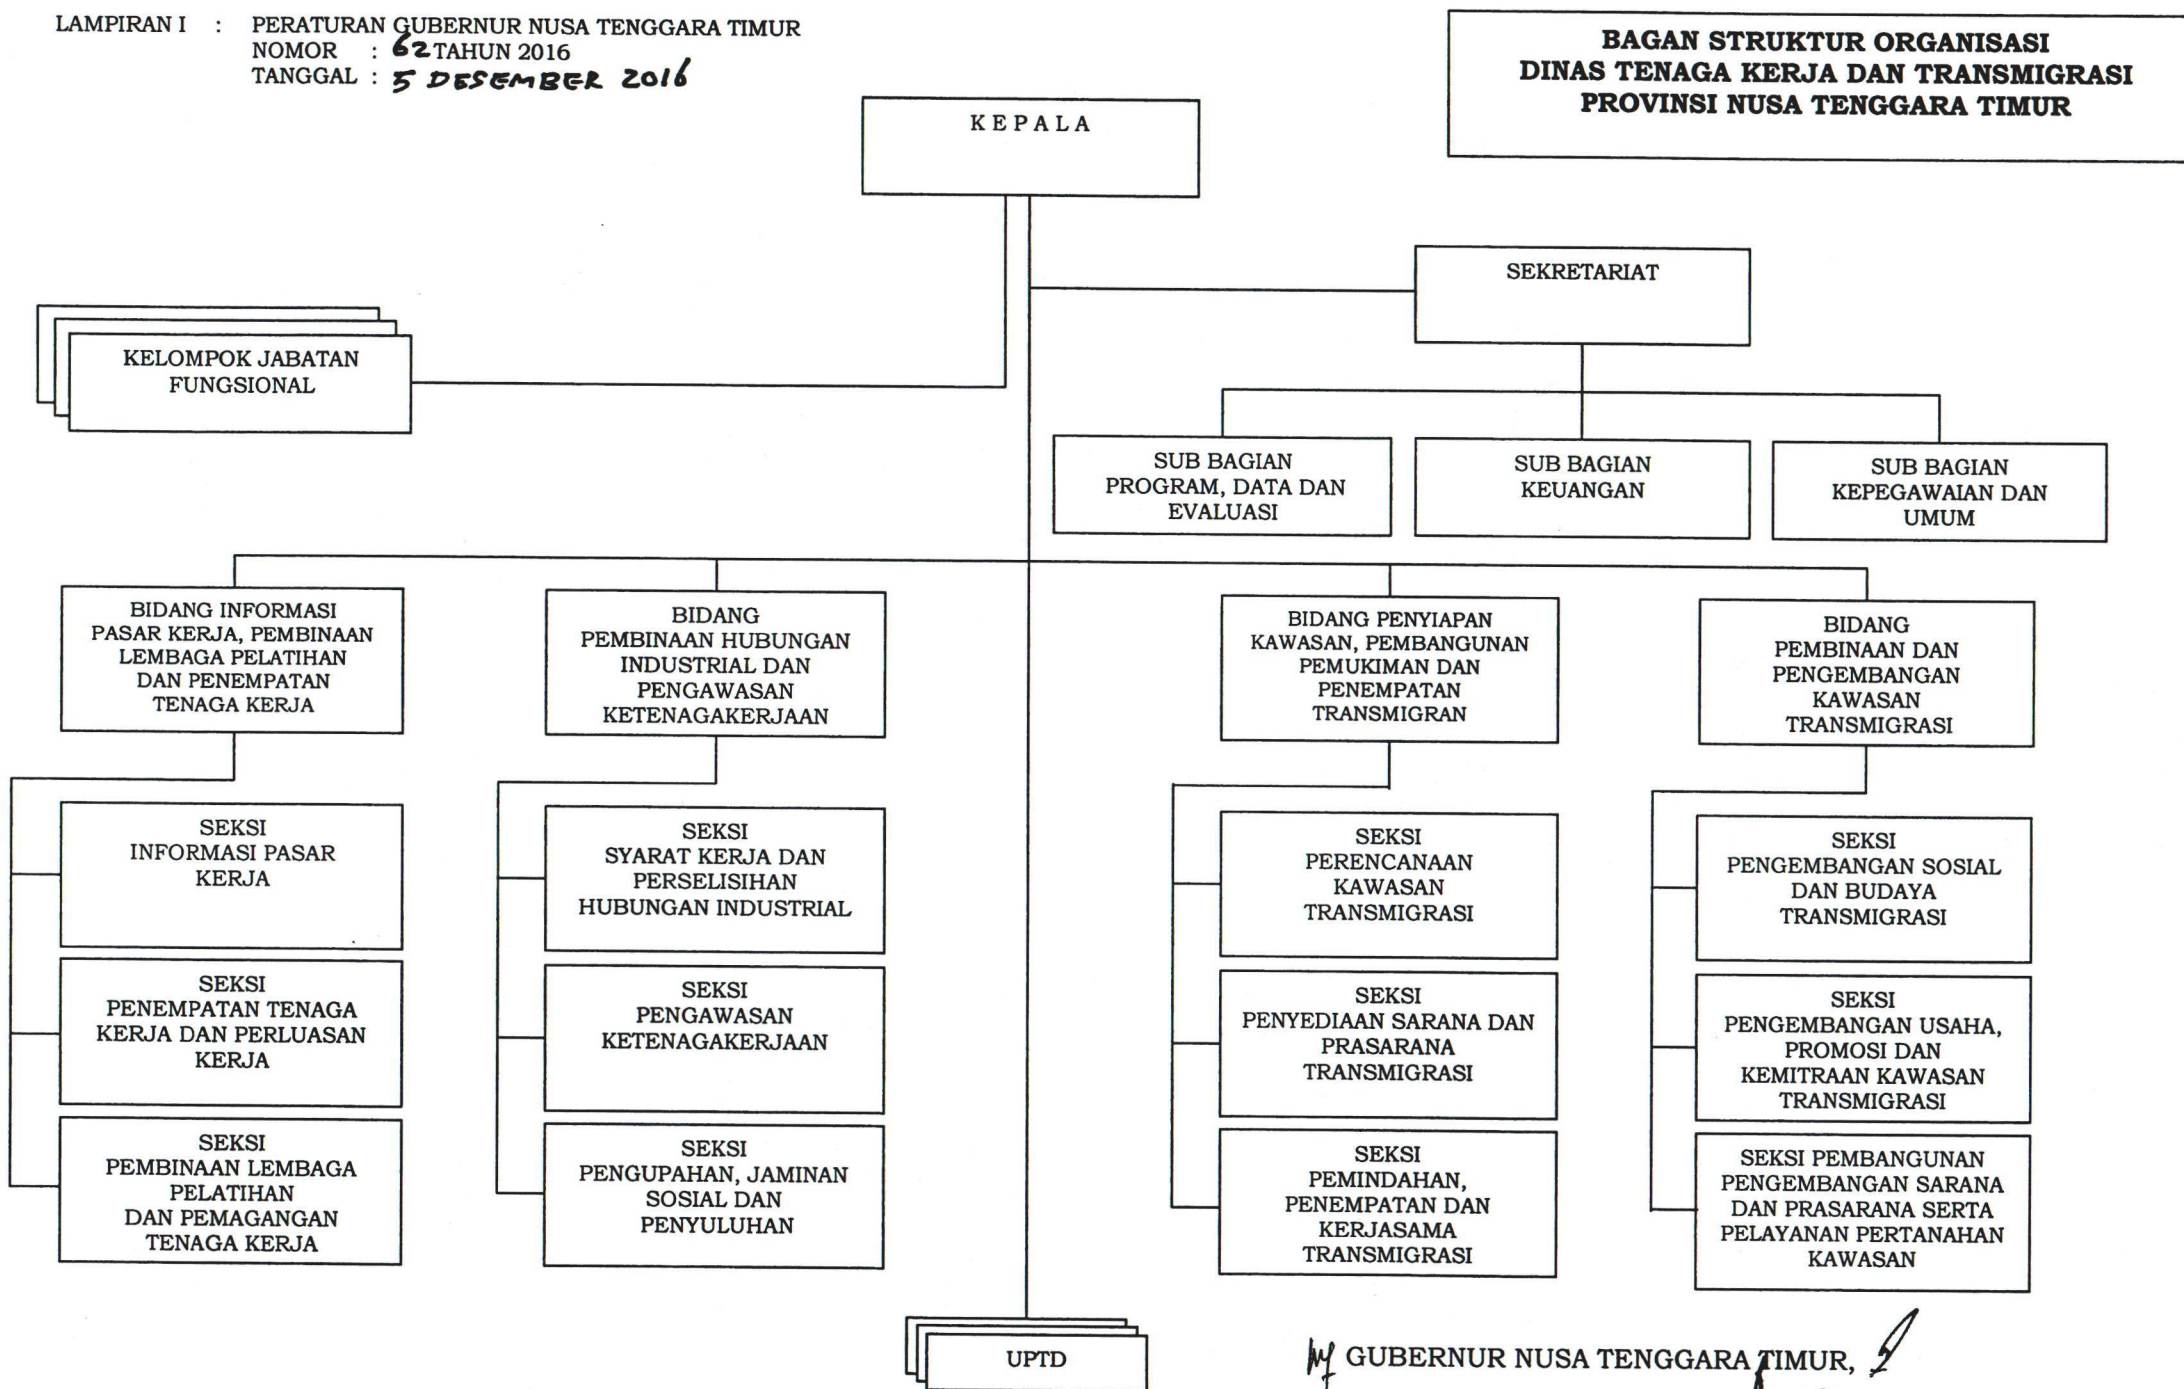 LAMPIRAN I : PERATURAN GUBERNUR NUSA TENGGARA TIMUR
NOMOR : 62 TAHUN 2016
TANGGAL : 5 DESEMBER 2016
BAGAN STRUKTUR ORGANISASI
DINAS TENAGA KERJA DAN TRANSMIGRASI
PROVINSI NUSA TENGGARA TIMUR
K E P A L A
SEKRETARIAT
KELOMPOK JABATAN
FUNGSIONAL
SUB BAGIAN
PROGRAM, DATA DAN
EVALUASI
SUB BAGIAN
KEUANGAN
SUB BAGIAN
KEPEGAWAIAN DAN
UMUM
BIDANG INFORMASI
PASAR KERJA, PEMBINAAN
LEMBAGA PELATIHAN
DAN PENEMPATAN
TENAGA KERJA
BIDANG
PEMBINAAN HUBUNGAN
INDUSTRIAL DAN
PENGAWASAN
KETENAGAKERJAAN
BIDANG PENYIAPAN
KAWASAN, PEMBANGUNAN
PEMUKIMAN DAN
PENEMPATAN
TRANSMIGRAN
BIDANG
PEMBINAAN DAN
PENGEMBANGAN
KAWASAN
TRANSMIGRASI
SEKSI
INFORMASI PASAR
KERJA
SEKSI
SYARAT KERJA DAN
PERSELISIHAN
HUBUNGAN INDUSTRIAL
SEKSI
PERENCANAAN
KAWASAN
TRANSMIGRASI
SEKSI
PENGEMBANGAN SOSIAL
DAN BUDAYA
TRANSMIGRASI
SEKSI
PENEMPATAN TENAGA
KERJA DAN PERLUASAN
KERJA
SEKSI
PENGAWASAN
KETENAGAKERJAAN
SEKSI
PENYEDIAAN SARANA DAN
PRASARANA
TRANSMIGRASI
SEKSI
PENGEMBANGAN USAHA,
PROMOSI DAN
KEMITRAAN KAWASAN
TRANSMIGRASI
SEKSI
PEMBINAAN LEMBAGA
PELATIHAN
DAN PEMAGANGAN
TENAGA KERJA
SEKSI
PENGUPAHAN, JAMINAN
SOSIAL DAN
PENYULUHAN
SEKSI
PEMINDAHAN,
PENEMPATAN DAN
KERJASAMA
TRANSMIGRASI
SEKSI PEMBANGUNAN
PENGEMBANGAN SARANA
DAN PRASARANA SERTA
PELAYANAN PERTANAHAN
KAWASAN
UPTD
GUBERNUR NUSA TENGGARA TIMUR,